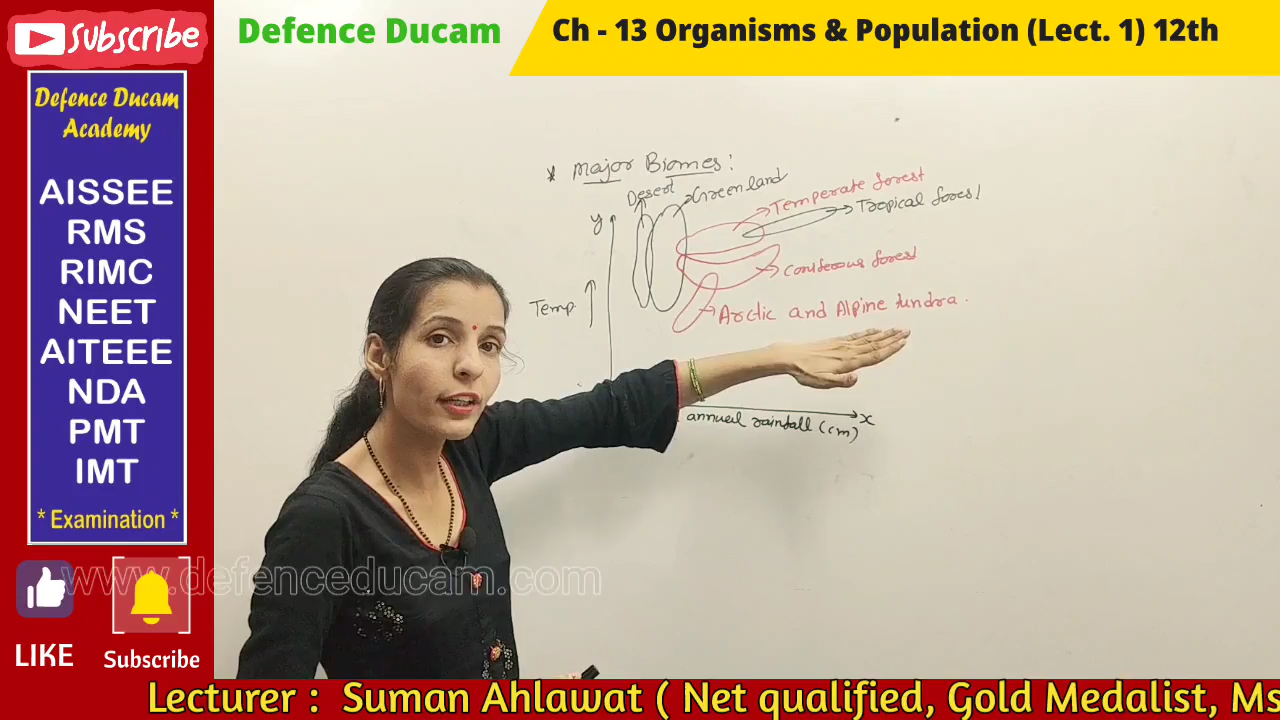 Subscribe
Defence Ducam
Ch - 13 Organisms & Population (Lect. 1) 12th
Defence Ducam
Academy
AISSEE
RMS
RIMC
NEET
AITEEE
NDA
PMT
IMT
* Examination *
LIKE
Subscribe
* Major Biomes:
Desert
Greenland
Temperate forest
Tropical forest
y
Coniferous forest
Temp.
Arctic and Alpine tundra.
annual rainfall (cm)
x
www.defenceducam.com
Lecturer : Suman Ahlawat ( Net qualified, Gold Medalist, Ms